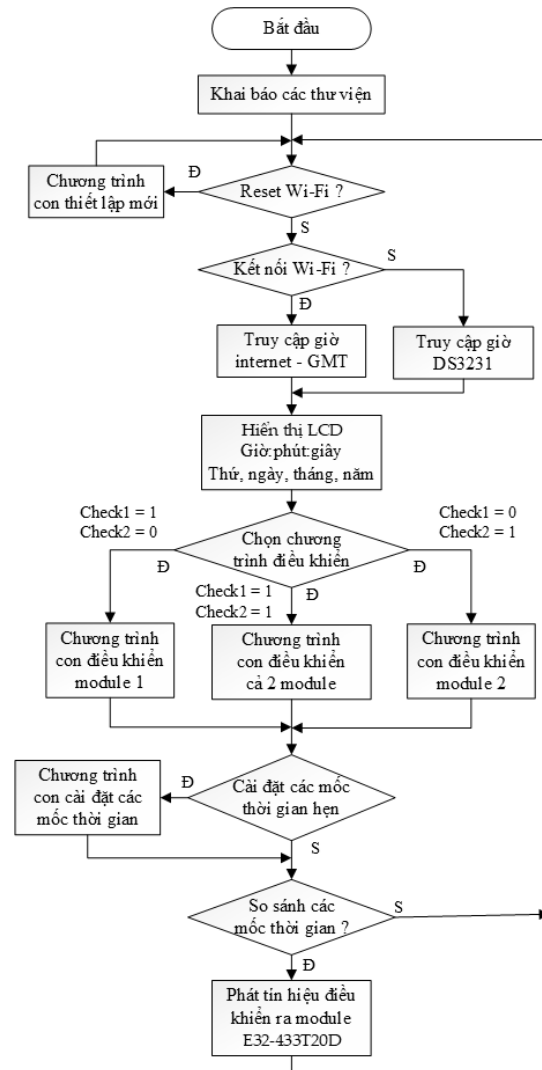 Bắt đầu
Khai báo các thư viện
Chương trình
con thiết lập mới
Đ
Reset Wi-Fi ?
S
Kết nối Wi-Fi ?
S
Đ
Truy cập giờ
internet - GMT
Truy cập giờ
DS3231
Hiển thị LCD
Giờ:phút:giây
Thứ, ngày, tháng, năm
Check1 = 1
Check2 = 0
Check1 = 0
Check2 = 1
Chọn chương
trình điều khiển
Đ
Check1 = 1
Check2 = 1
Đ
Đ
Chương trình
con điều khiển
module 1
Chương trình
con điều khiển
cả 2 module
Chương trình
con điều khiển
module 2
Chương trình
con cài đặt các
mốc thời gian
Đ
Cài đặt các mốc
thời gian hẹn
S
So sánh các
mốc thời gian ?
S
Đ
Phát tín hiệu điều
khiển ra module
E32-433T20D